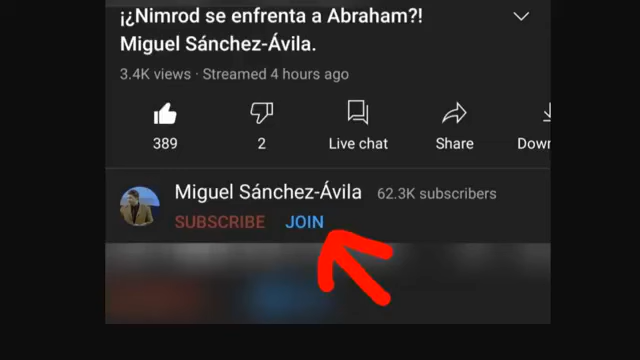 ¡¿Nimrod se enfrenta a Abraham?!
Miguel Sánchez-Ávila.
3.4K views · Streamed 4 hours ago
389
2
Live chat
Share
Down
Miguel Sánchez-Ávila 62.3K subscribers
SUBSCRIBE JOIN